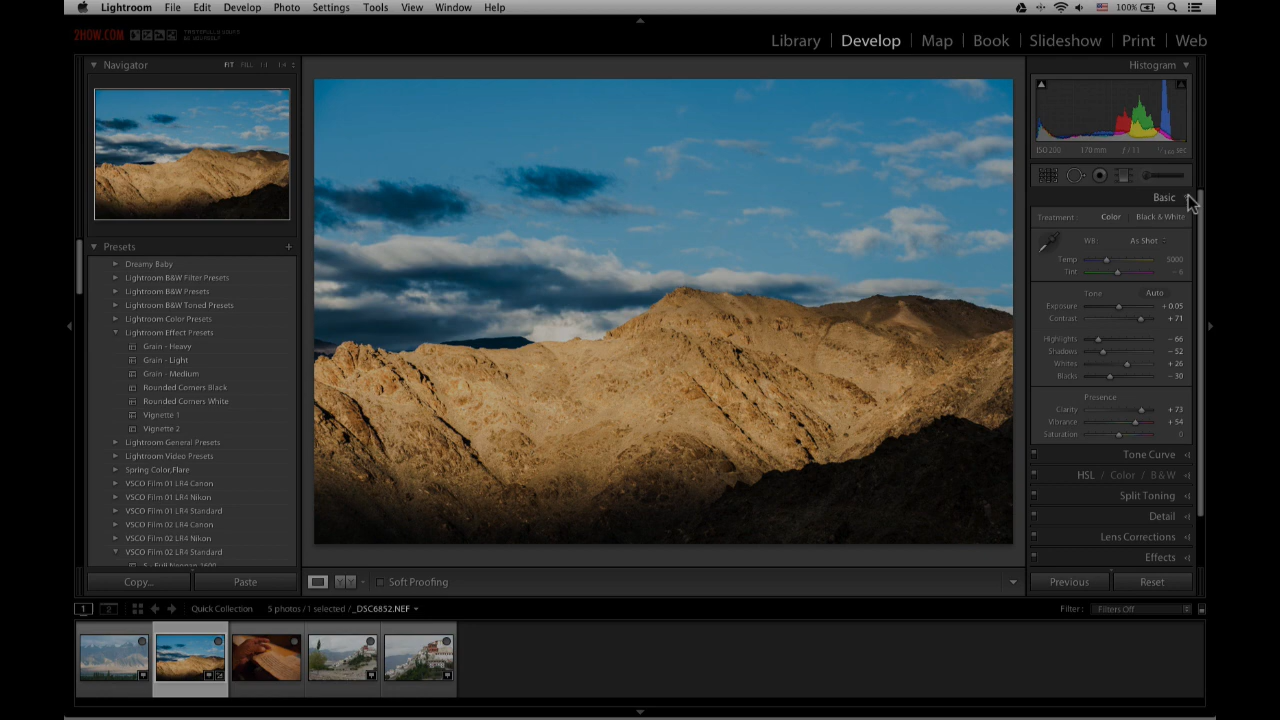 Lightroom File Edit Develop Photo Settings Tools View Window Help 100%
2HOW.COM
Library | Develop | Map | Book | Slideshow | Print | Web
Navigator FIT FILL 1:1
Histogram
ISO 200 170 mm f / 11
Presets +
Dreamy Baby
Lightroom B&W Filter Presets
Lightroom B&W Presets
Lightroom B&W Toned Presets
Lightroom Color Presets
Lightroom Effect Presets
Grain - Heavy
Grain - Light
Grain - Medium
Rounded Corners Black
Rounded Corners White
Vignette 1
Vignette 2
Lightroom General Presets
Lightroom Video Presets
Spring Color,Flare
VSCO Film 01 LR4 Canon
VSCO Film 01 LR4 Nikon
VSCO Film 01 LR4 Standard
VSCO Film 02 LR4 Canon
VSCO Film 02 LR4 Nikon
VSCO Film 02 LR4 Standard
Copy... Paste
Basic
Treatment: Color | Black & White
WB: As Shot
Temp 5000
Tint - 6
Tone Auto
Exposure + 0.05
Contrast + 71
Highlights - 66
Shadows - 52
Whites + 26
Blacks - 30
Presence
Clarity + 73
Vibrance + 54
Saturation 0
Tone Curve
HSL / Color / B&W
Split Toning
Detail
Lens Corrections
Effects
Soft Proofing
Previous Reset
1 2 Quick Collection 5 photos / 1 selected / _DSC6852.NEF Filter : Filters Off